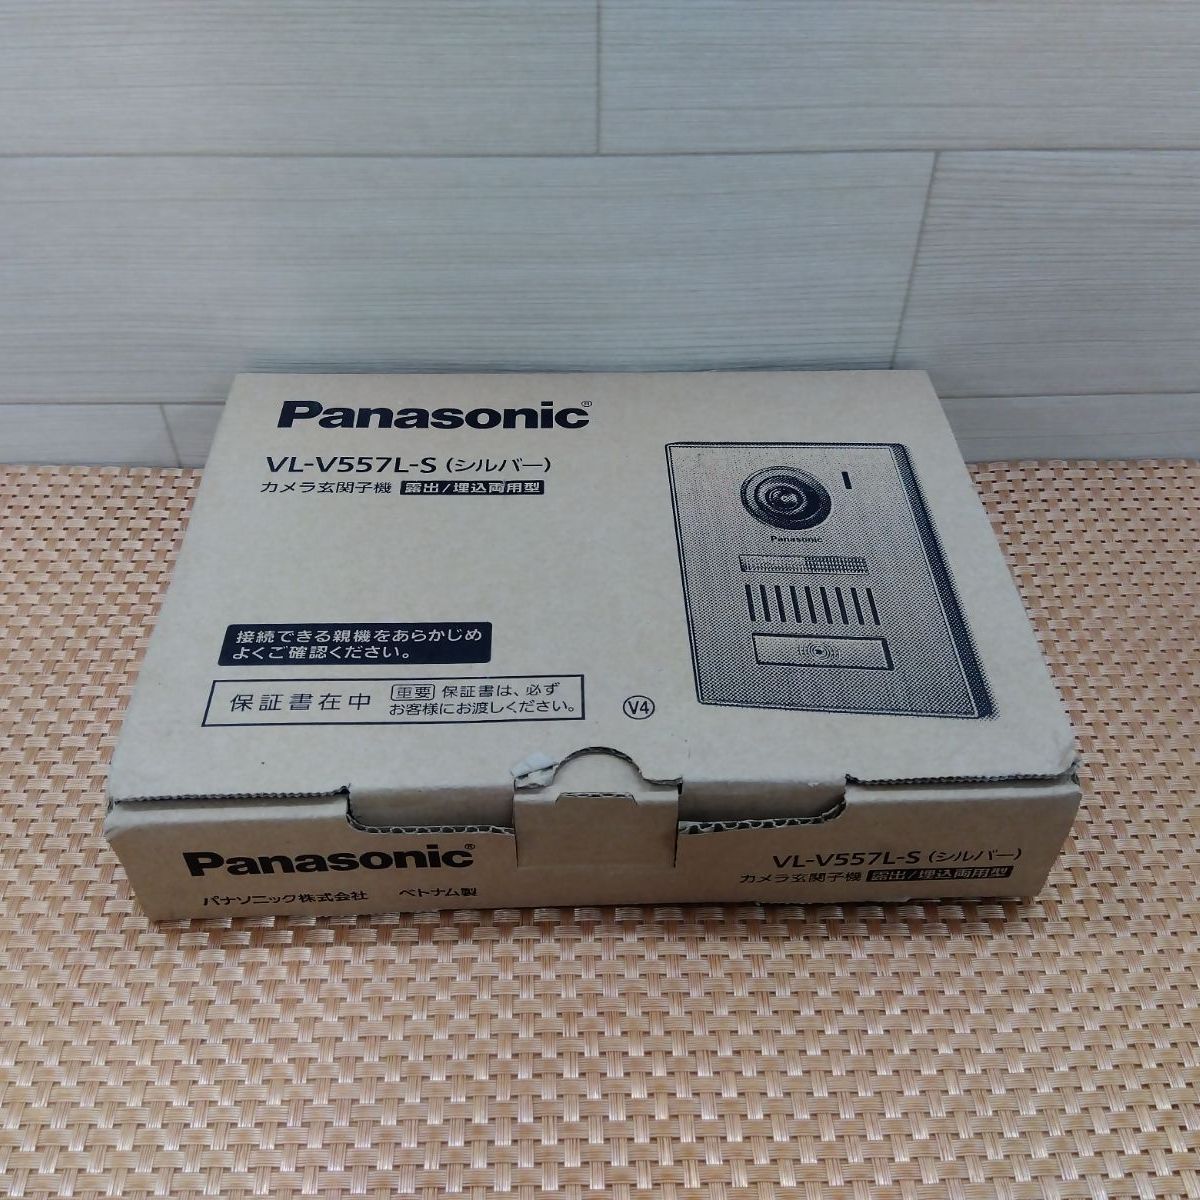 Panasonic®
VL-V557L-S (シルバー)
カメラ玄関子機 露出/埋込両用型
Panasonic
接続できる親機をあらかじめ
よくご確認ください。
保証書在中
重要 保証書は、必ず
お客様にお渡しください。
V4
Panasonic®
パナソニック株式会社 ベトナム製
VL-V557L-S (シルバー)
カメラ玄関子機 露出/埋込両用型